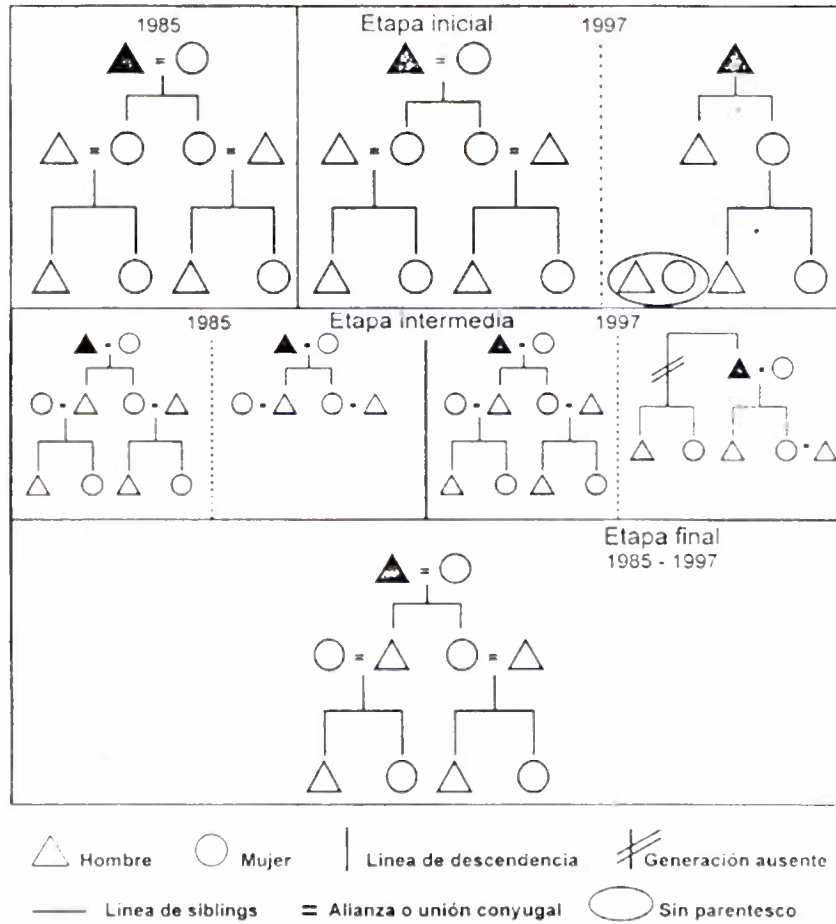 1985 Etapa inicial 1997
1985 Etapa intermedia 1997
Etapa final
1985 - 1997
Hombre Mujer Linea de descendencia Generación ausente
Linea de siblings = Alianza o unión conyugal Sin parentesco